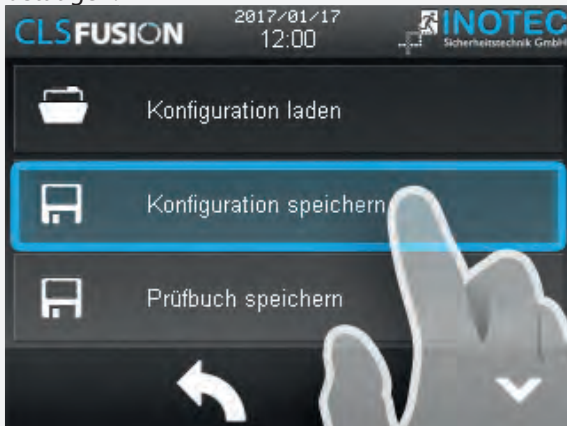 CLSFUSION
2017/01/17
12:00
INOTEC
Sicherheitstechnik GmbH
Konfiguration laden
Konfiguration speichern
Prüfbuch speichern